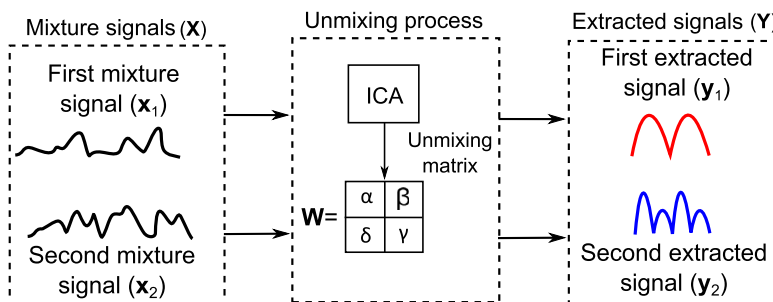 Mixture signals (X)
First mixture
signal (x1)
Second mixture
signal (x2)
Unmixing process
ICA
Unmixing
matrix
W=
α β
δ γ
Extracted signals (Y)
First extracted
signal (y1)
Second extracted
signal (y2)